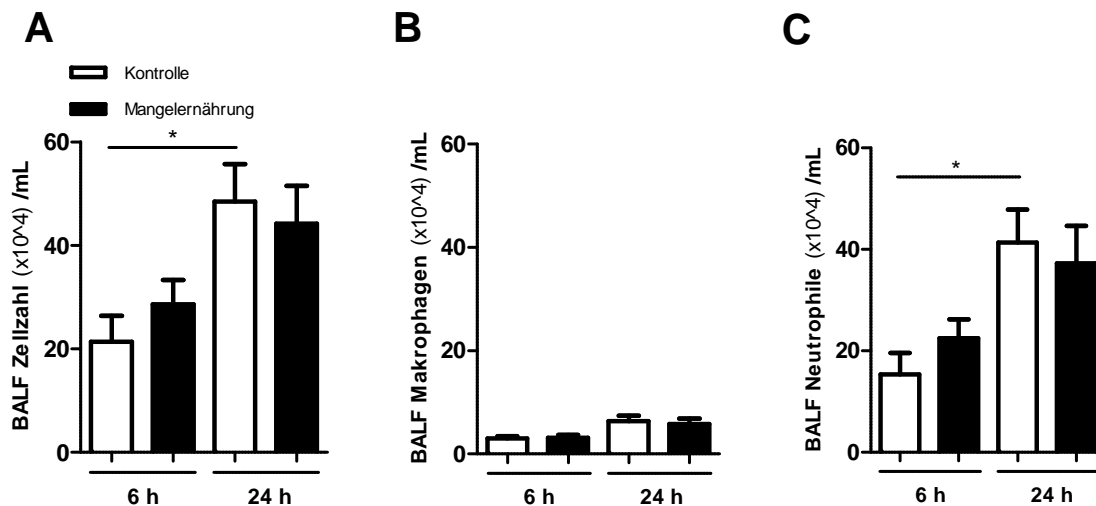 A
B
C
Kontrolle
Mangelernährung
BALF Zellzahl (x10^4) /mL
60
40
20
0
*
6 h
24 h
BALF Makrophagen (x10^4) /mL
60
40
20
0
6 h
24 h
BALF Neutrophile (x10^4) /mL
60
40
20
0
*
6 h
24 h